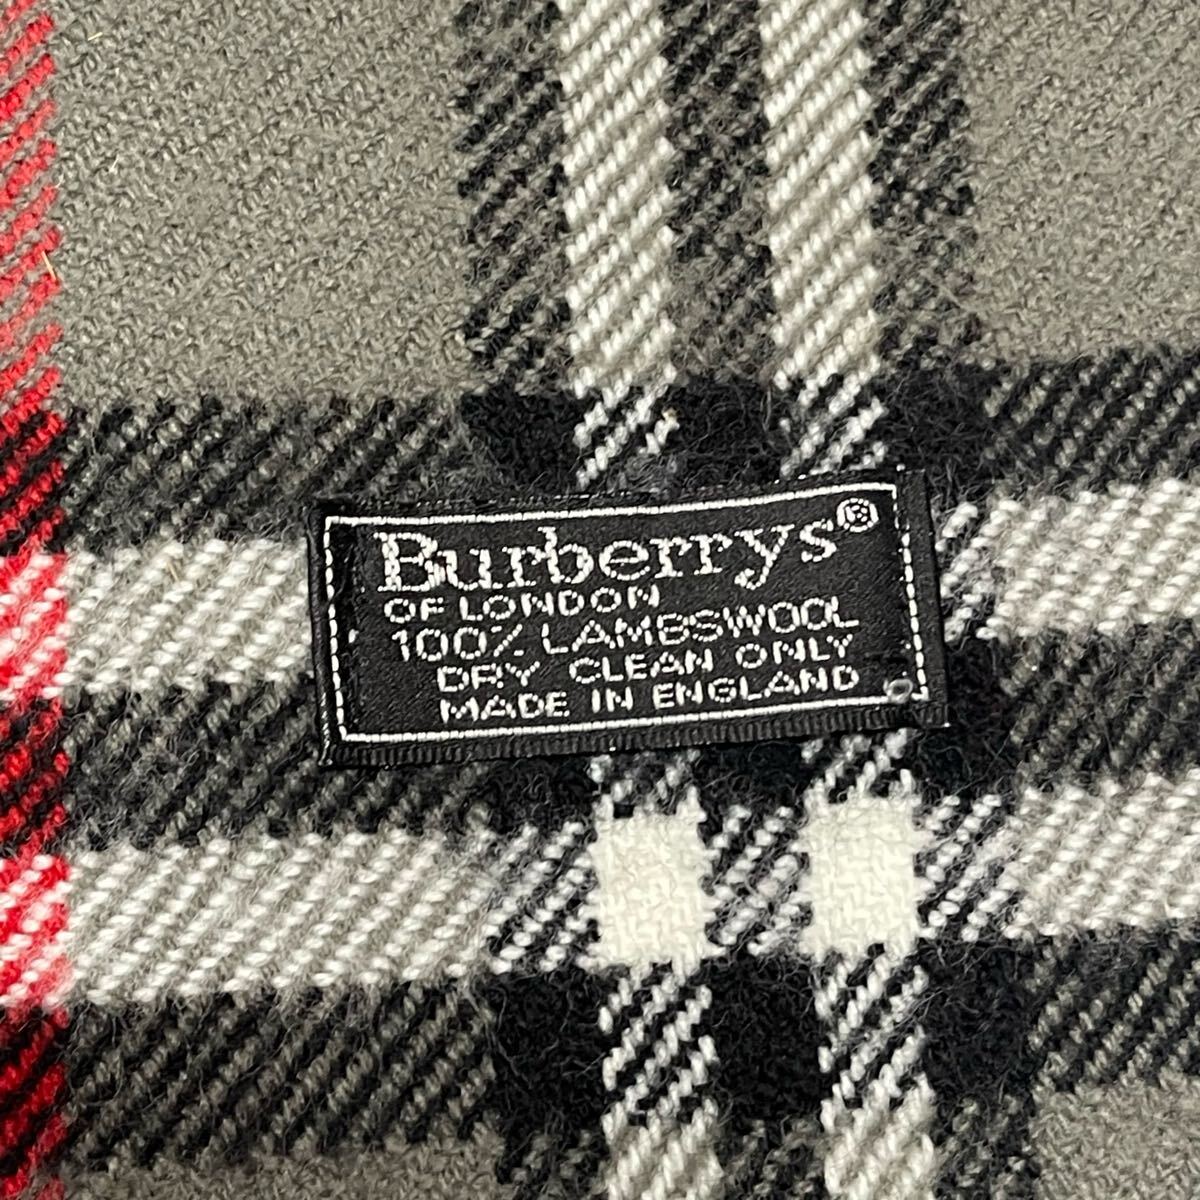 Burberrys®
OF LONDON
100% LAMBSWOOL
DRY CLEAN ONLY
MADE IN ENGLAND